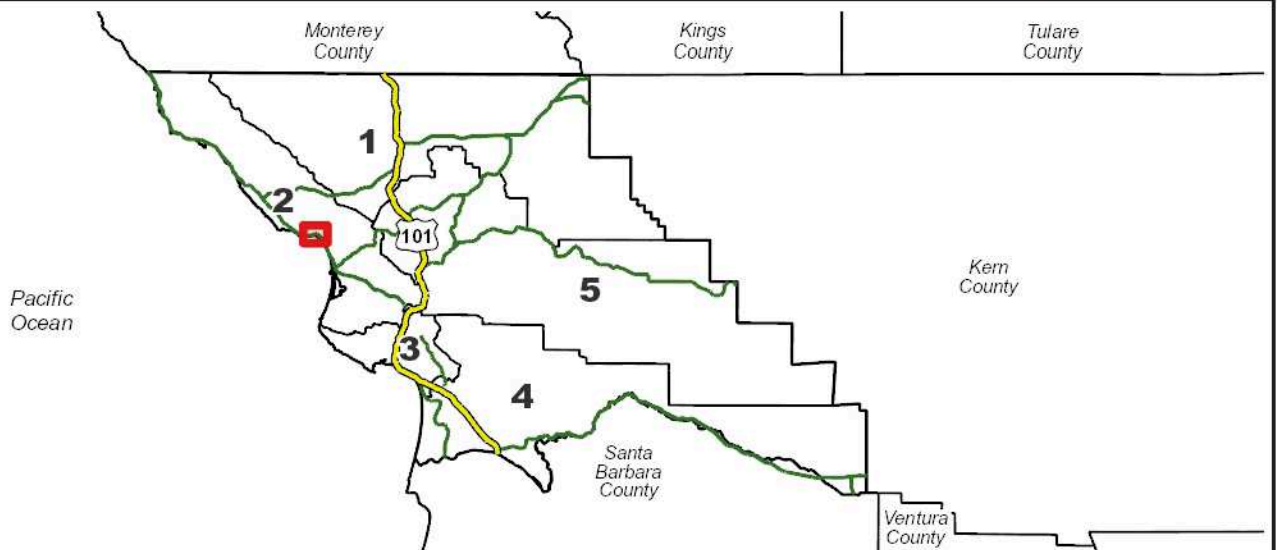 Monterey
County
Kings
County
Tulare
County
1
2
101
Kern
County
5
Pacific
Ocean
3
4
Santa
Barbara
County
Ventura
County